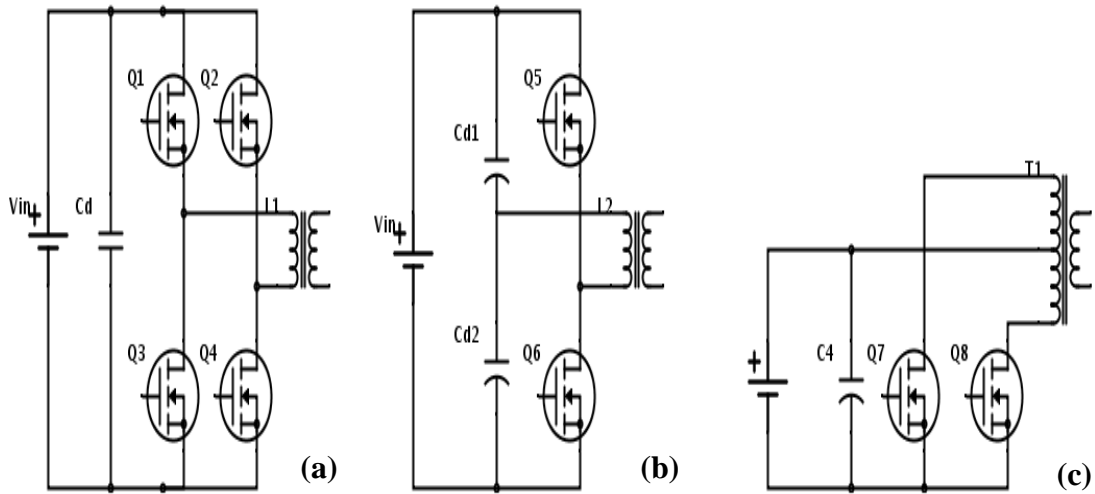 Q1
Q2
Vin
+
Cd
L1
Q3
Q4
(a)
Q5
Cd1
Vin
+
L2
Cd2
Q6
(b)
T1
+
C4
Q7
Q8
(c)